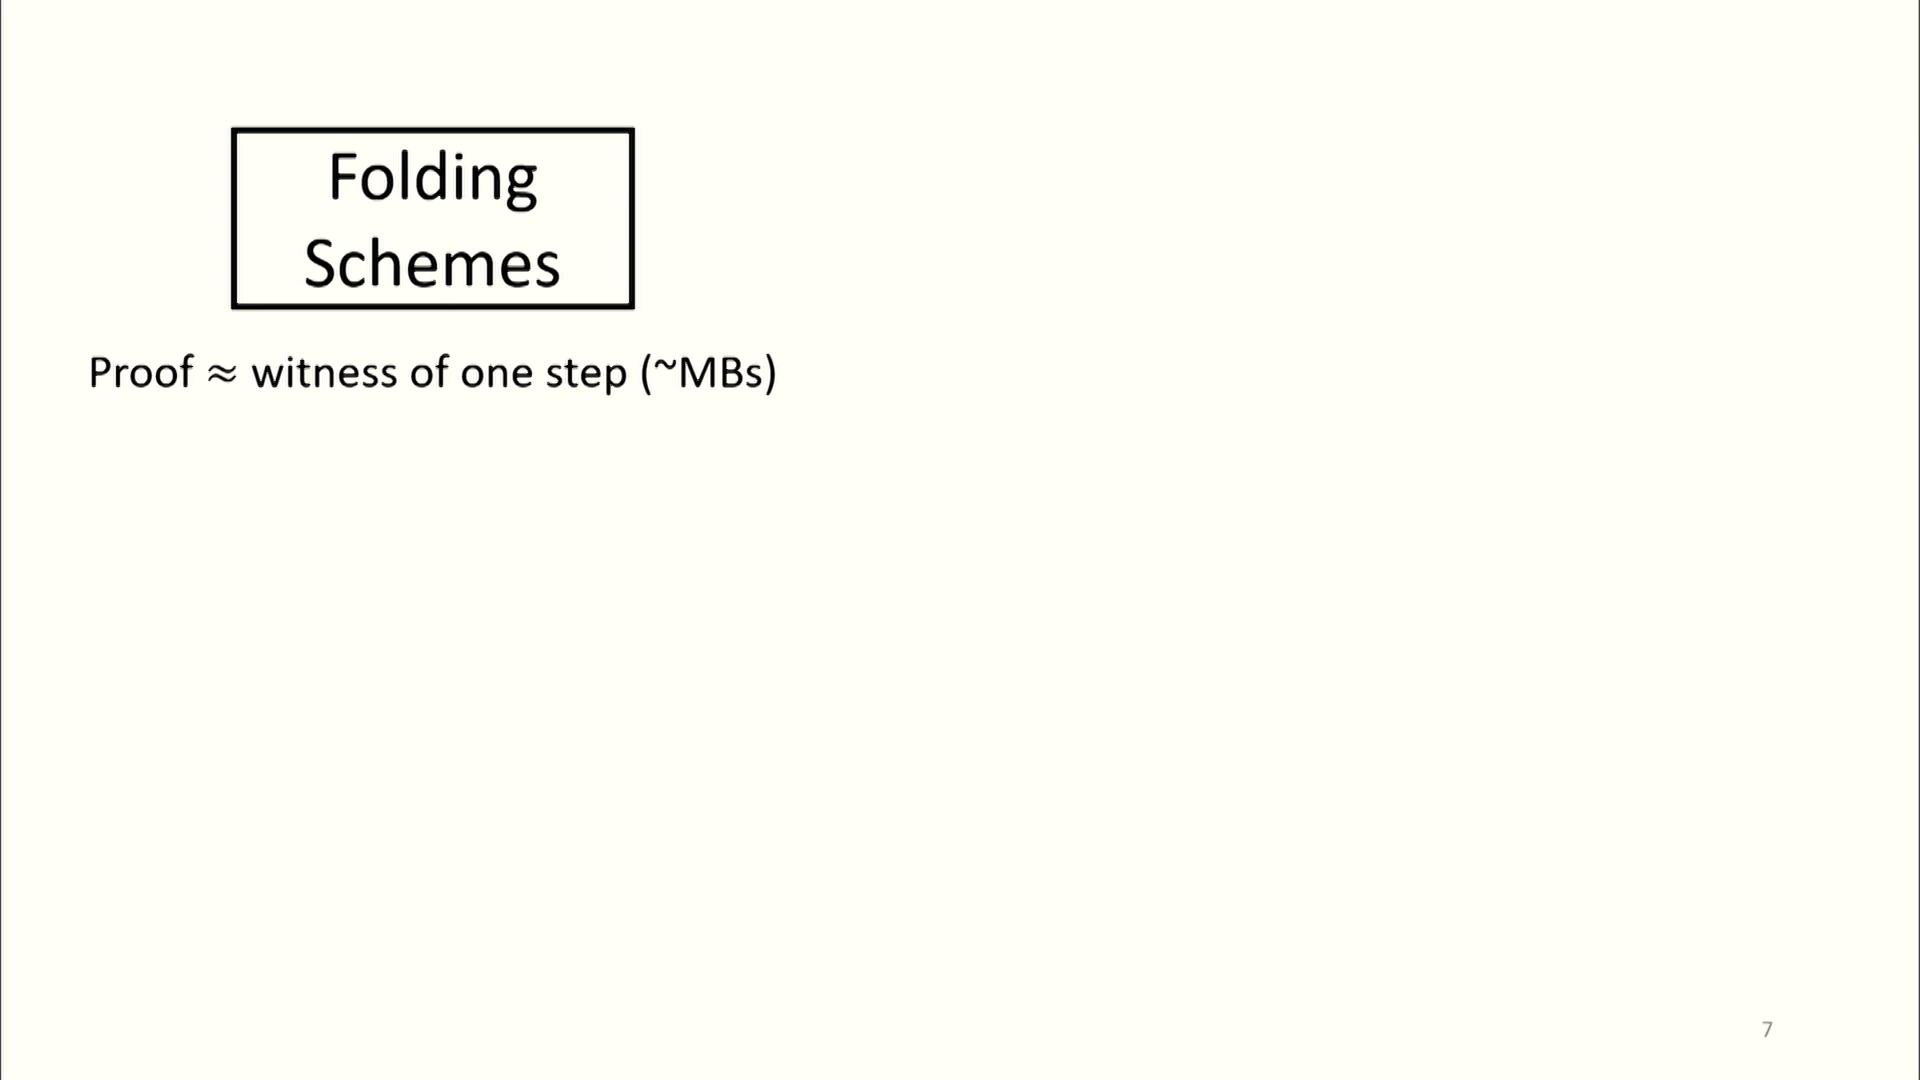 Folding
Schemes
Proof ≈ witness of one step (~MBs)
7